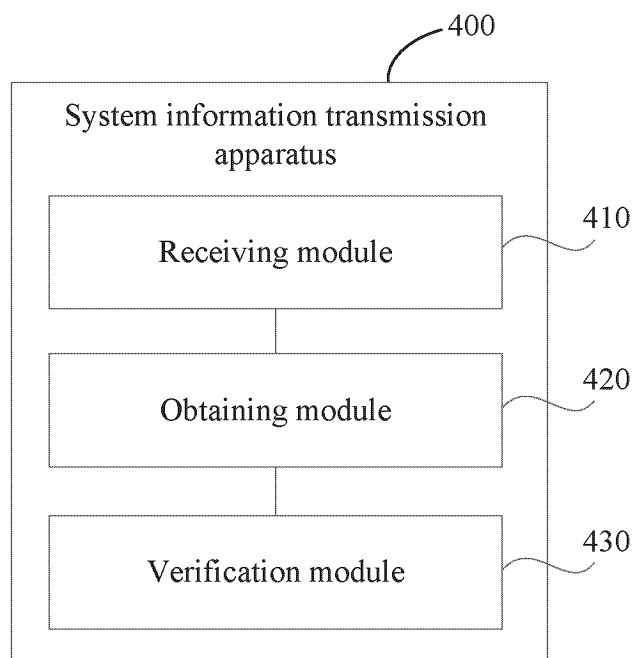 400
System information transmission
apparatus
410
Receiving module
420
Obtaining module
430
Verification module